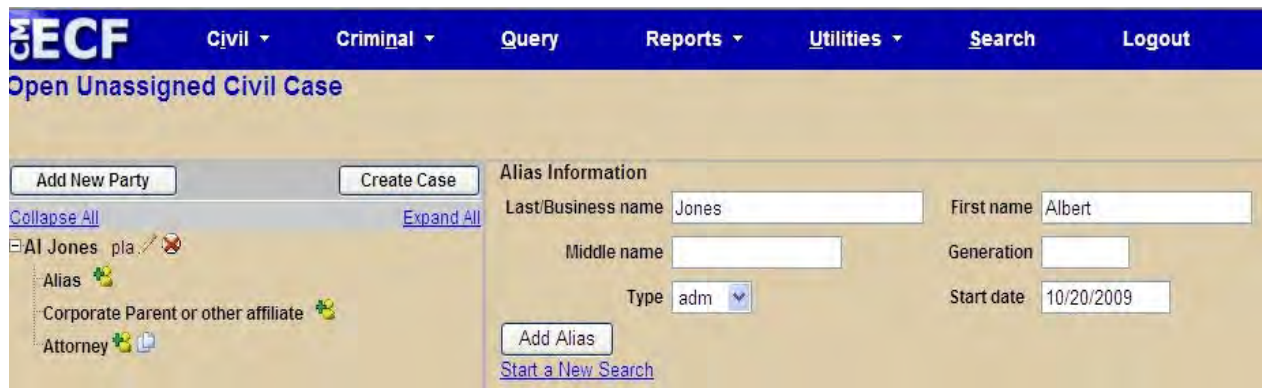 CM ECF Civil Criminal Query Reports Utilities Search Logout
Open Unassigned Civil Case
Add New Party Create Case
Collapse All Expand All
Al Jones pla
Alias
Corporate Parent or other affiliate
Attorney
Alias Information
Last/Business name Jones First name Albert
Middle name Generation
Type adm Start date 10/20/2009
Add Alias
Start a New Search